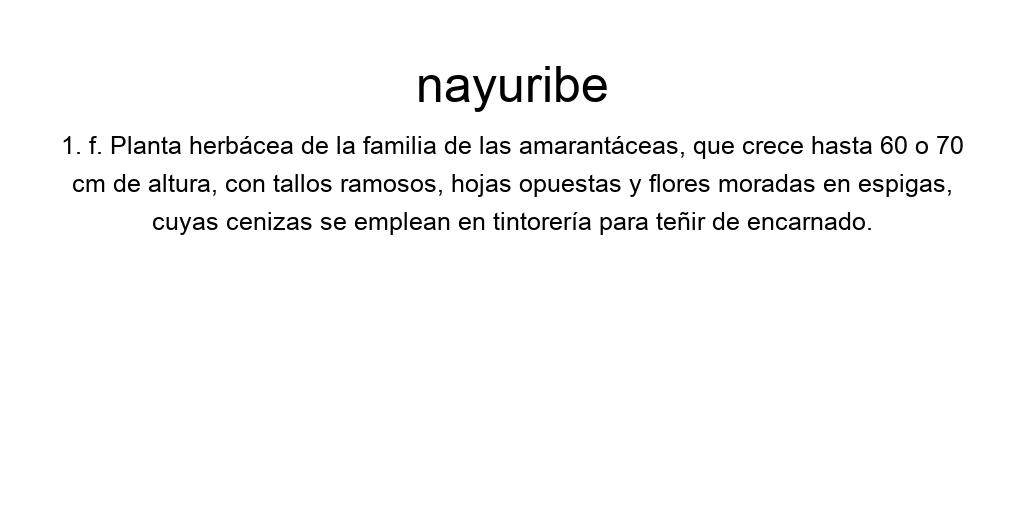 nayuribe
1. f. Planta herbácea de la familia de las amarantáceas, que crece hasta 60 o 70
cm de altura, con tallos ramosos, hojas opuestas y flores moradas en espigas,
cuyas cenizas se emplean en tintorería para teñir de encarnado.